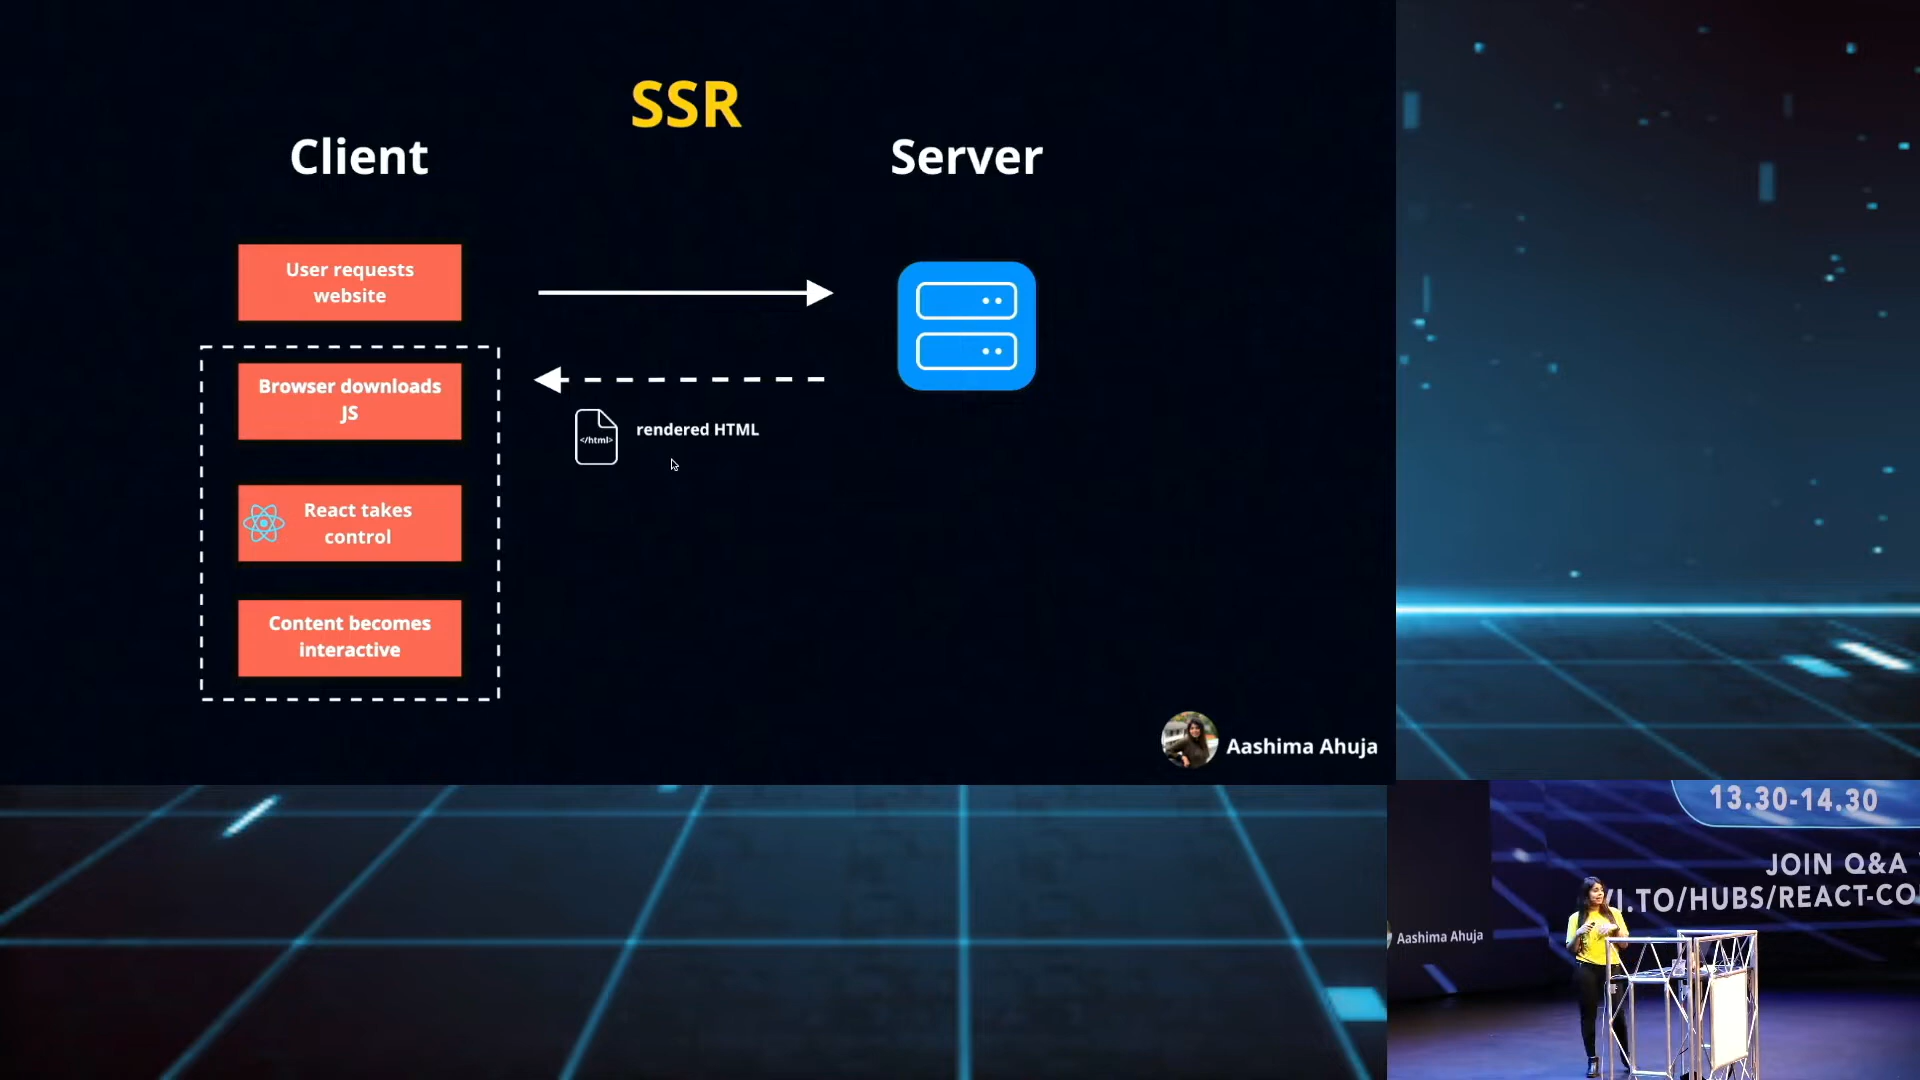 SSR
Client
Server
User requests
website
Browser downloads
JS
</html>
rendered HTML
React takes
control
Content becomes
interactive
Aashima Ahuja
13.30-14.30
JOIN Q&A
I.TO/HUBS/REACT-CO
Aashima Ahuja